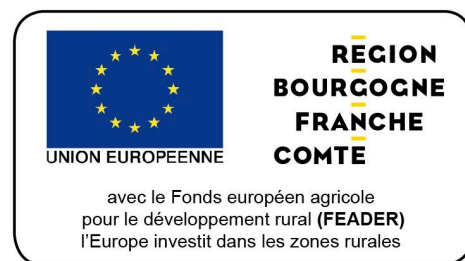 UNION EUROPEENNE
REGION
BOURGOGNE
FRANCHE
COMTE
avec le Fonds européen agricole
pour le développement rural (FEADER)
l'Europe investit dans les zones rurales